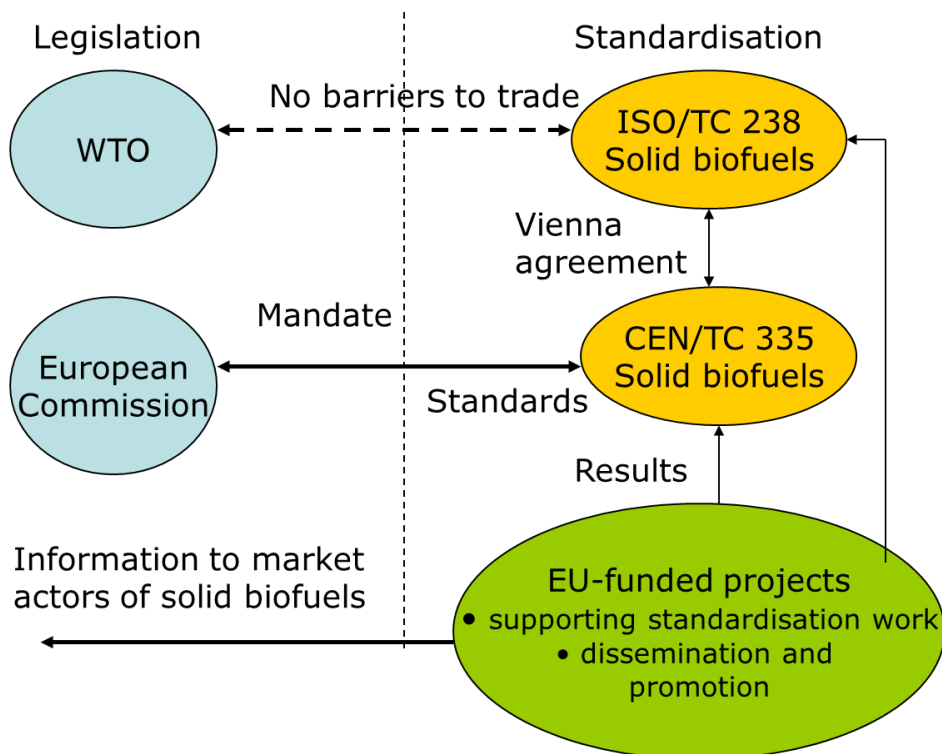 Legislation
Standardisation
No barriers to trade
WTO
ISO/TC 238
Solid biofuels
Vienna
agreement
Mandate
European
Commission
CEN/TC 335
Solid biofuels
Standards
Results
Information to market
actors of solid biofuels
EU-funded projects
• supporting standardisation work
• dissemination and
promotion